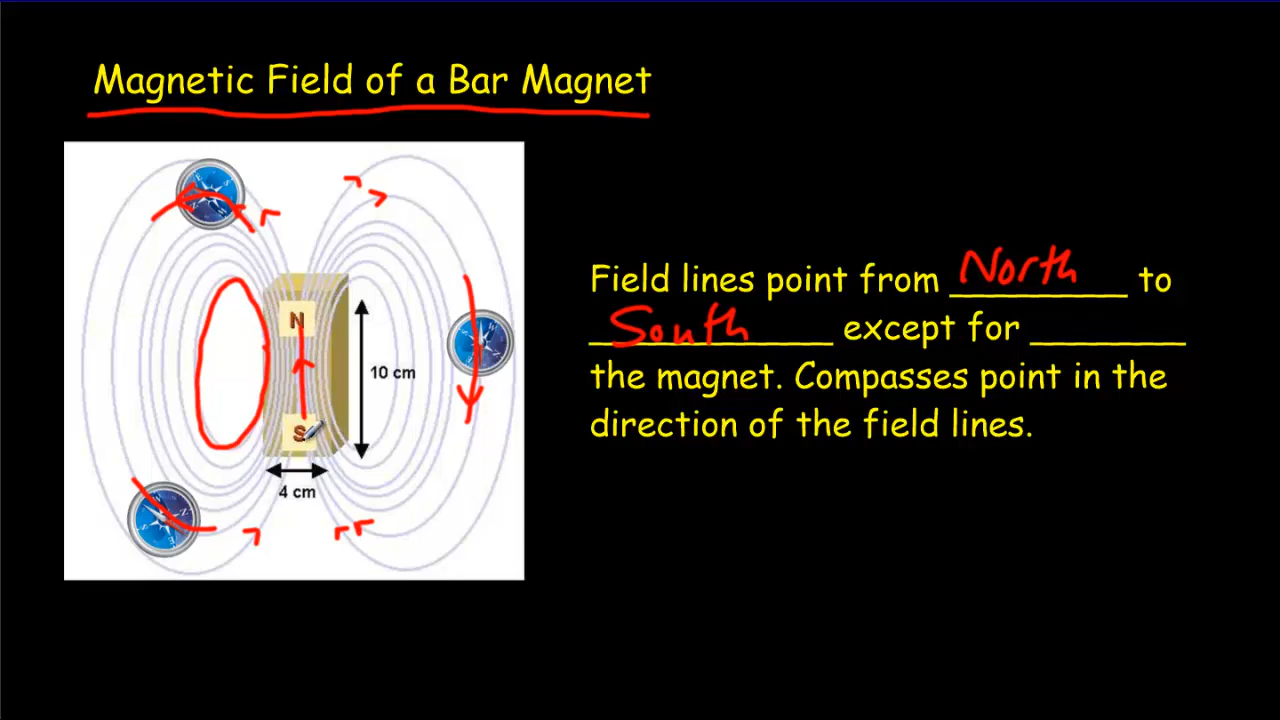 Magnetic Field of a Bar Magnet
N
10 cm
S
4 cm
Field lines point from North to
South except for ________
the magnet. Compasses point in the
direction of the field lines.